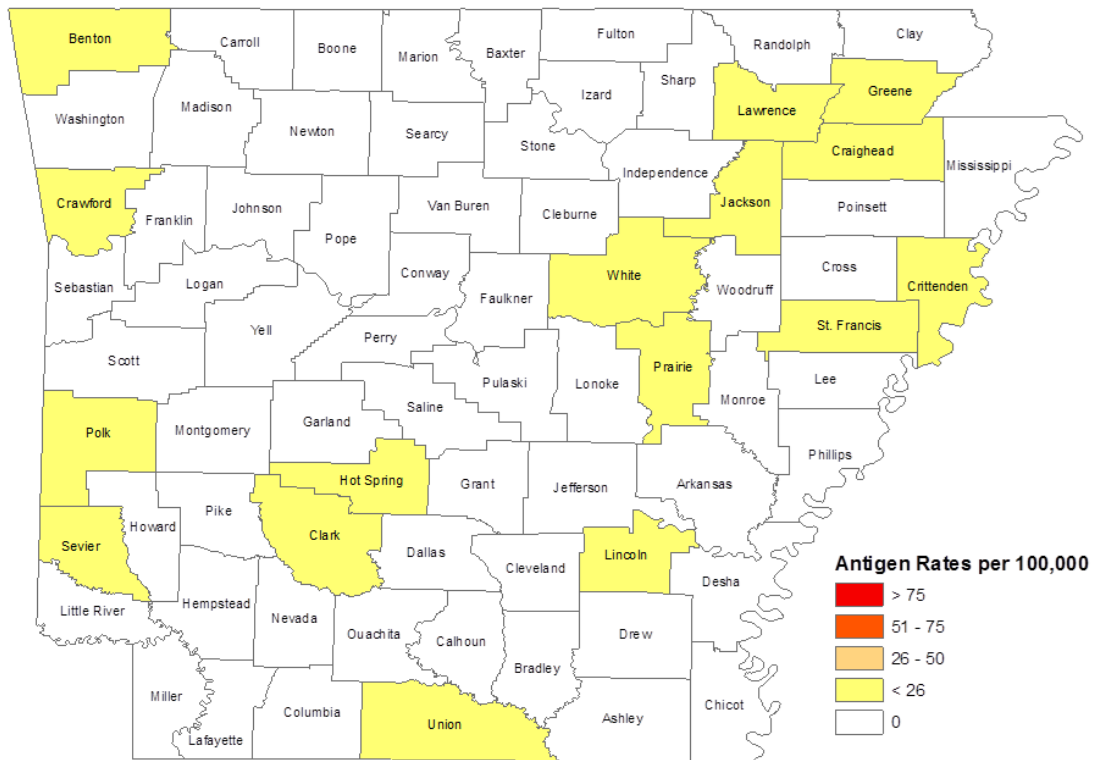 Benton
Carroll
Boone
Marion
Baxter
Fulton
Randolph
Clay
Sharp
Izard
Greene
Lawrence
Washington
Madison
Newton
Searcy
Stone
Craighead
Mississippi
Independence
Crawford
Franklin
Johnson
Van Buren
Cleburne
Jackson
Poinsett
Pope
Conway
White
Cross
Crittenden
Sebastian
Logan
Faulkner
Woodruff
Yell
St. Francis
Perry
Scott
Prairie
Lee
Pulaski
Lonoke
Monroe
Saline
Garland
Polk
Montgomery
Phillips
Hot Spring
Grant
Jefferson
Arkansas
Pike
Howard
Clark
Sevier
Dallas
Lincoln
Cleveland
Desha
Little River
Hempstead
Nevada
Ouachita
Calhoun
Drew
Bradley
Miller
Columbia
Union
Ashley
Chicot
Lafayette
Antigen Rates per 100,000
> 75
51 - 75
26 - 50
< 26
0